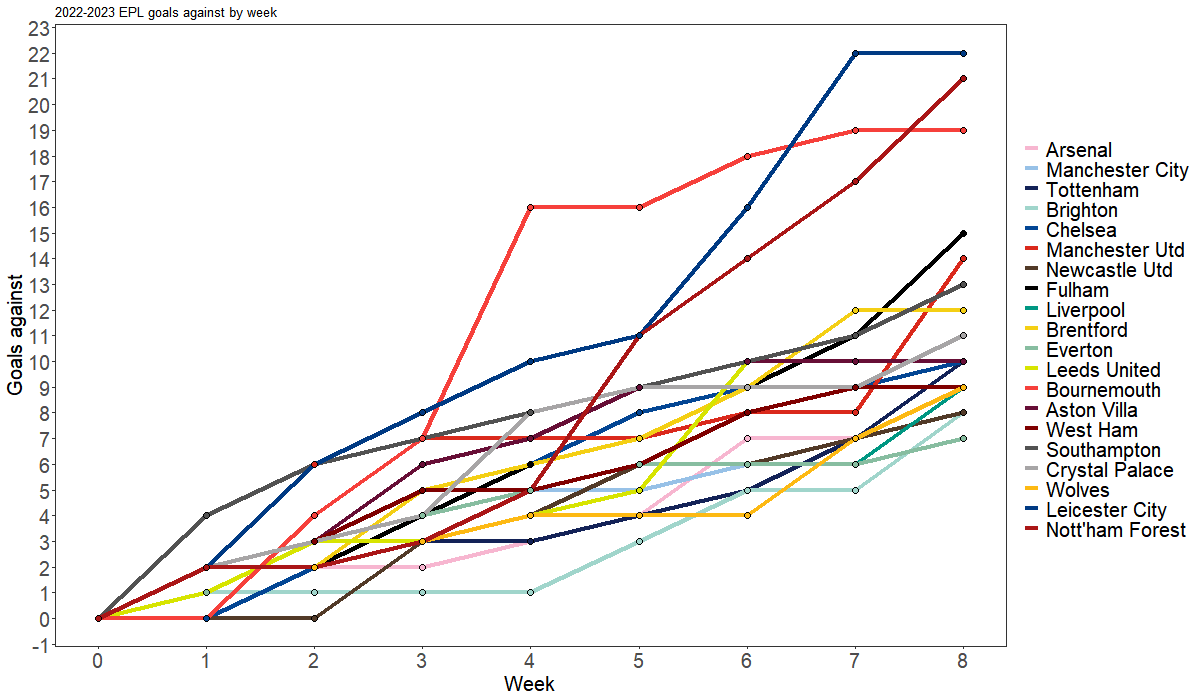 2022-2023 EPL goals against by week
Goals against
23
22
21
20
19
18
17
16
15
14
13
12
11
10
9
8
7
6
5
4
3
2
1
0
-1
0 1 2 3 4 5 6 7 8
Week
Arsenal
Manchester City
Tottenham
Brighton
Chelsea
Manchester Utd
Newcastle Utd
Fulham
Liverpool
Brentford
Everton
Leeds United
Bournemouth
Aston Villa
West Ham
Southampton
Crystal Palace
Wolves
Leicester City
Nott'ham Forest